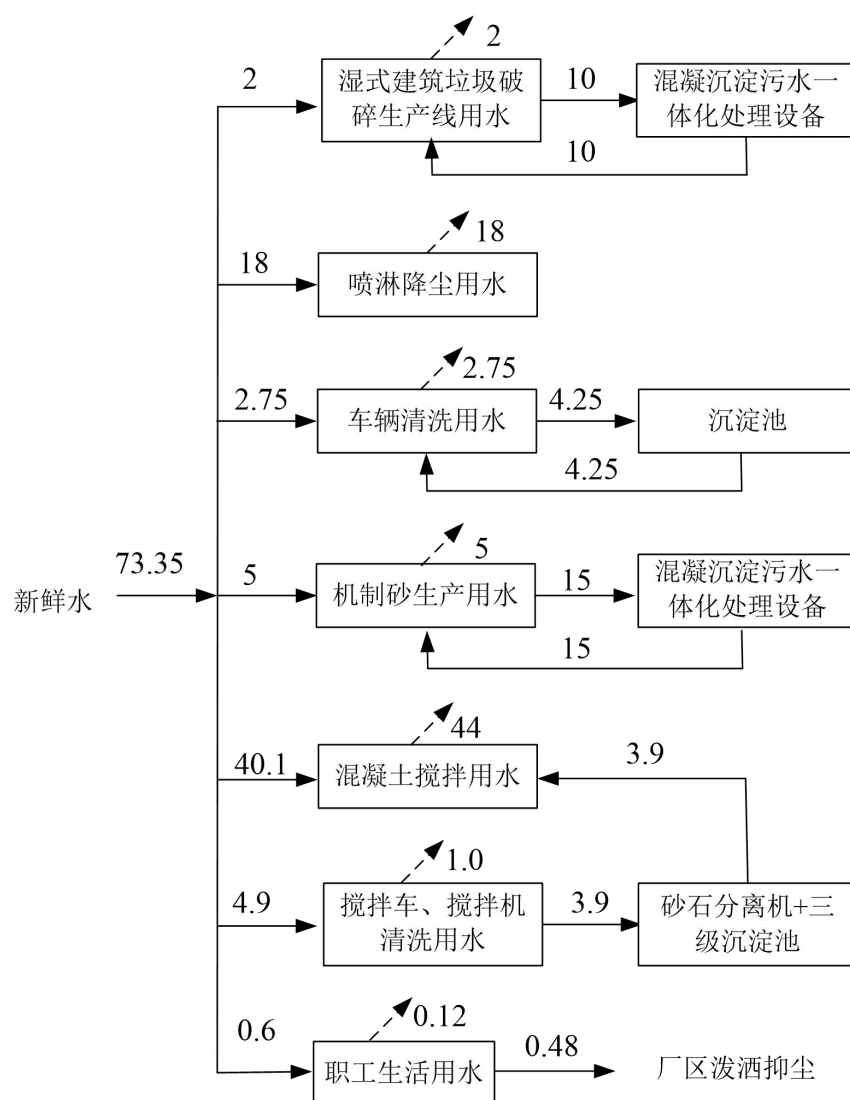 2
2
湿式建筑垃圾破
碎生产线用水
10
混凝沉淀污水一
体化处理设备
10
18
18
喷淋降尘用水
2.75
2.75
车辆清洗用水
4.25
沉淀池
4.25
新鲜水
73.35
5
5
机制砂生产用水
15
混凝沉淀污水一
体化处理设备
15
40.1
44
混凝土搅拌用水
3.9
4.9
1.0
搅拌车、搅拌机
清洗用水
3.9
砂石分离机+三
级沉淀池
0.6
0.12
职工生活用水
0.48
厂区泼洒抑尘